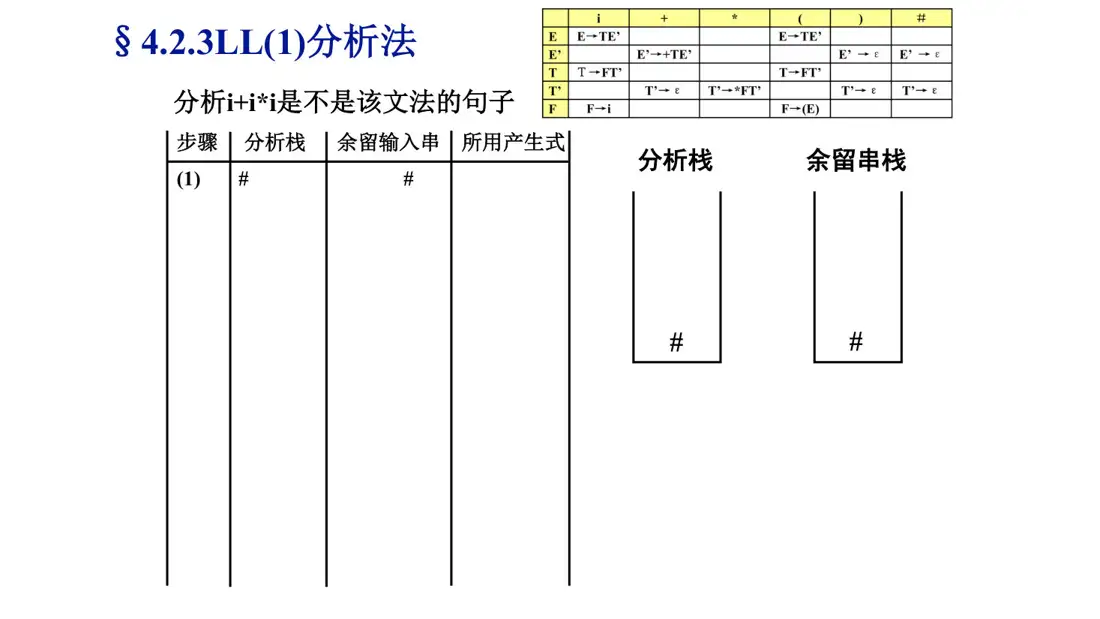 §4.2.3LL(1)分析法
i + * ( ) #
E E→TE’ E→TE’
E’ E’→+TE’ E’→ε E’→ε
T T→FT’ T→FT’
T’ T’→ε T’→*FT’ T’→ε T’→ε
F F→i F→(E)
分析i+i*i是不是该文法的句子
步骤 分析栈 余留输入串 所用产生式
(1) # #
分析栈 余留串栈
# #